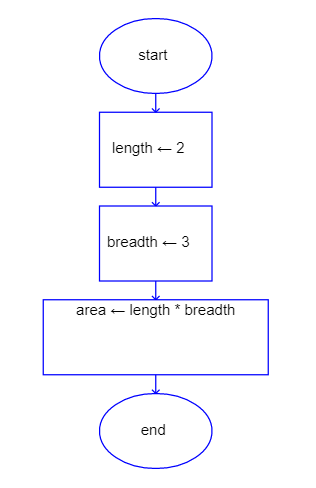 start
length ← 2
breadth ← 3
area ← length * breadth
end